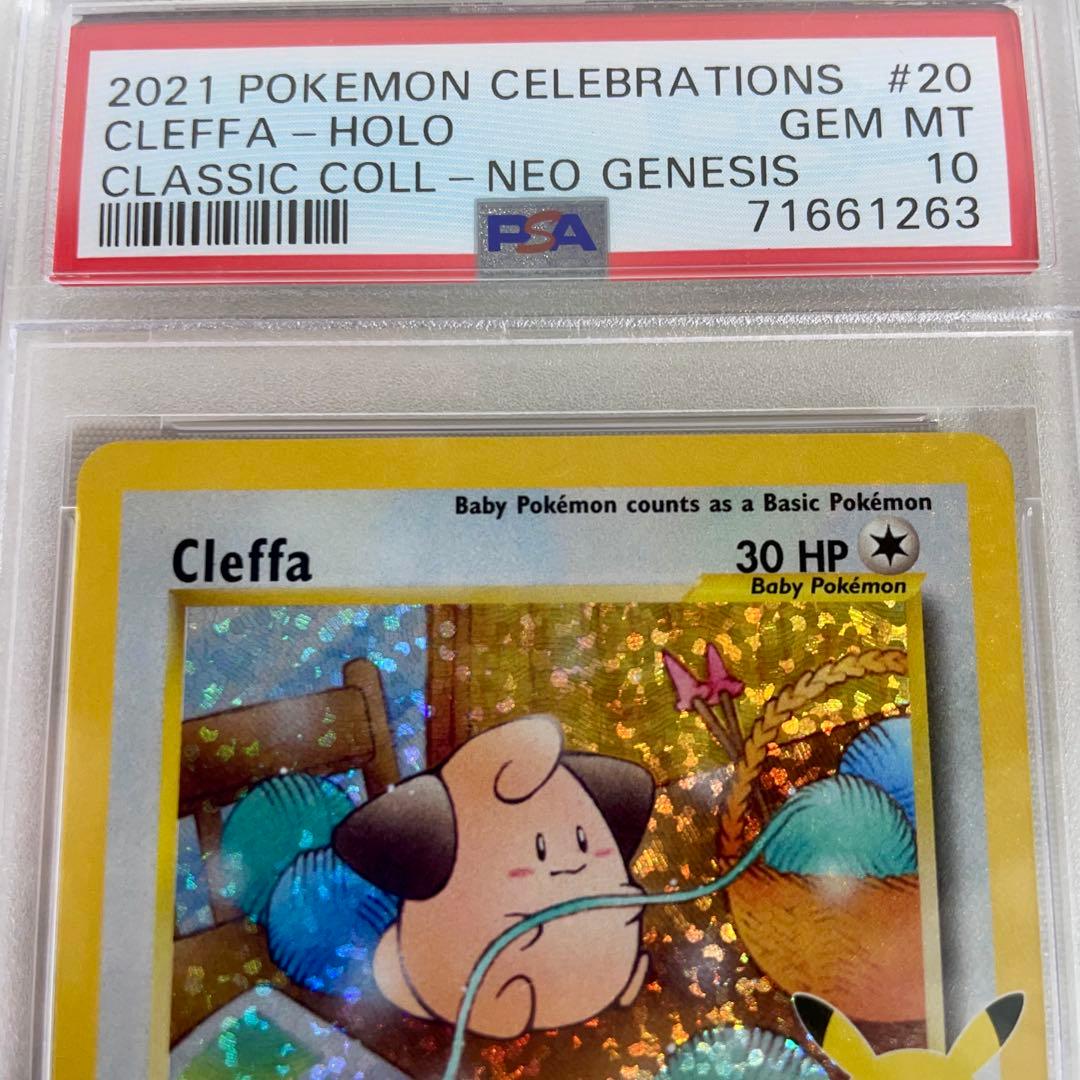 2021 POKEMON CELEBRATIONS #20
CLEFFA – HOLO GEM MT
CLASSIC COLL – NEO GENESIS 10
PSA 71661263
Baby Pokémon counts as a Basic Pokémon
Cleffa 30 HP
Baby Pokémon